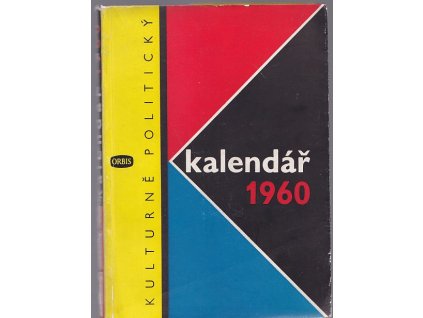 KULTURNĚ POLITICKÝ
ORBIS
kalendář
1960